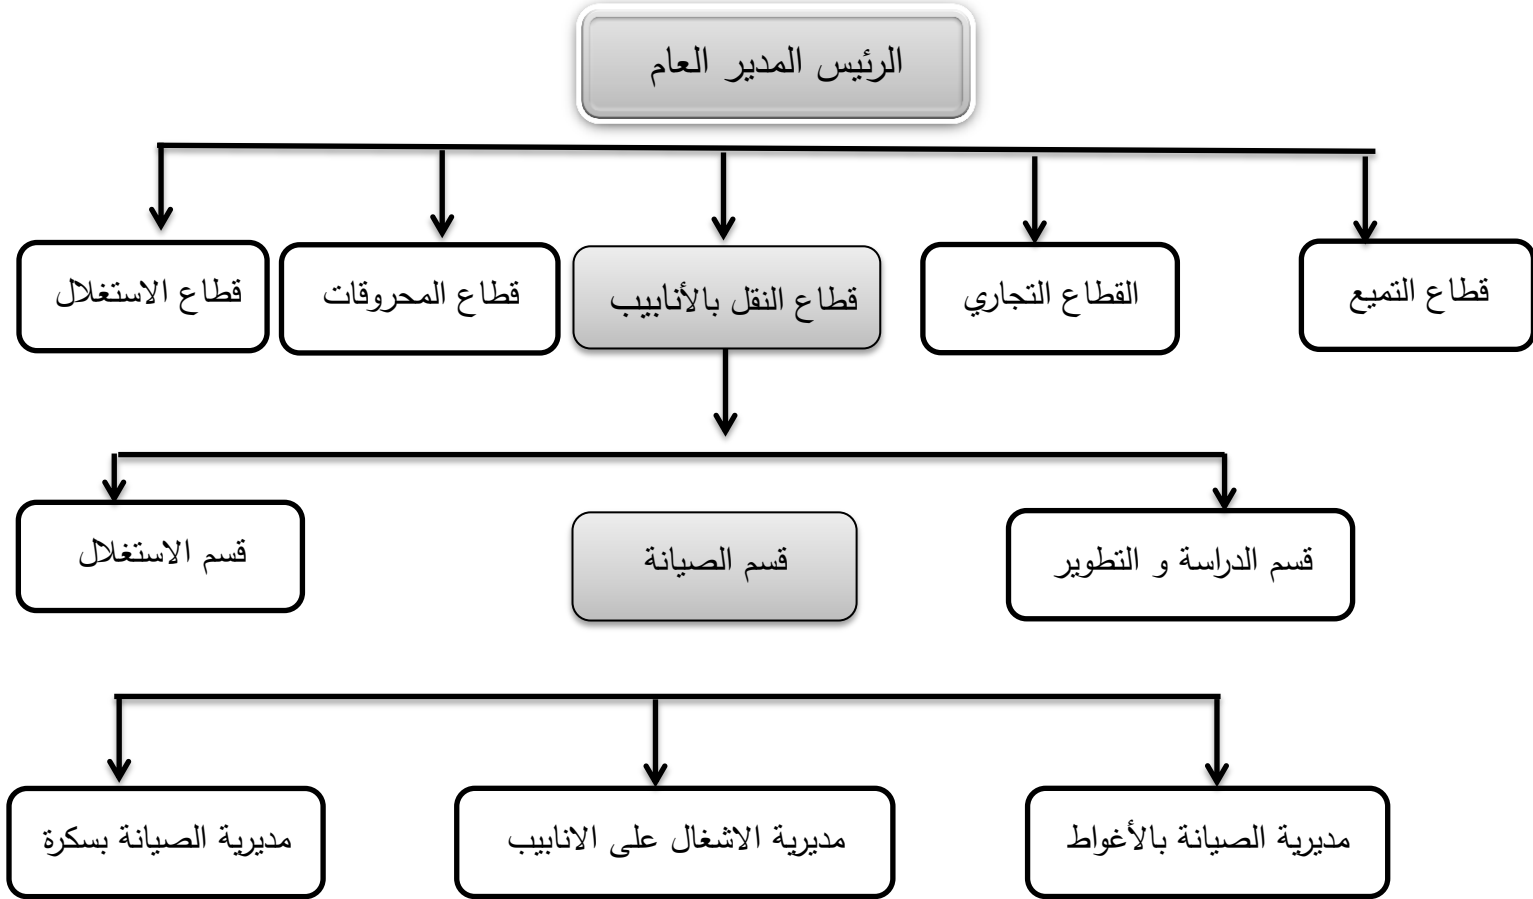 الرئيس المدير العام
قطاع التميع
القطاع التجاري
قطاع النقل بالأنابيب
قطاع المحروقات
قطاع الاستغلال
قسم الدراسة و التطوير
قسم الصيانة
قسم الاستغلال
مديرية الصيانة بالأغواط
مديرية الاشغال على الانابيب
مديرية الصيانة بسكرة